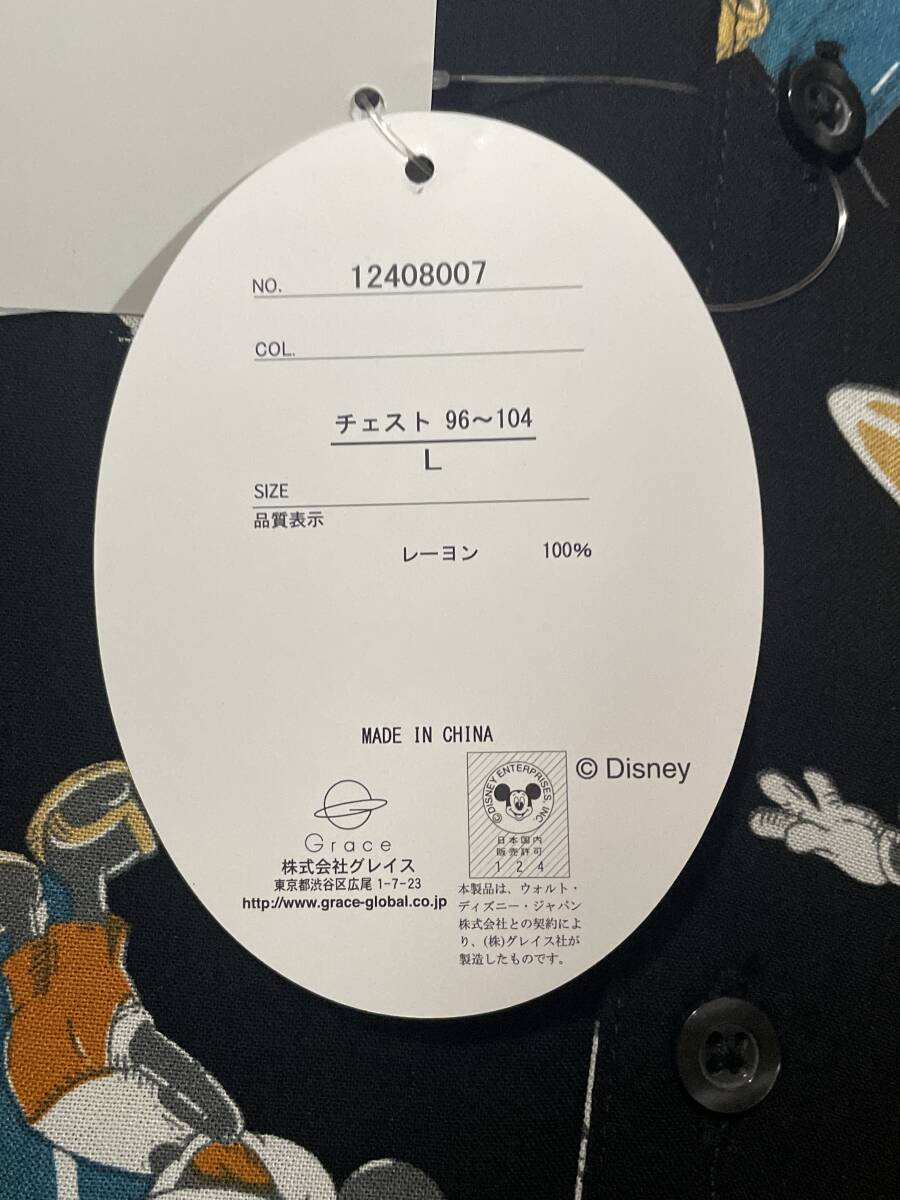 NO. 12408007
COL.
チェスト 96～104
L
SIZE
品質表示
レーヨン 100%
MADE IN CHINA
© Disney
©DISNEY ENTERPRISES, INC
日本国内
販売許可
1 2 4
Grace
株式会社グレイス
東京都渋谷区広尾 1-7-23
http://www.grace-global.co.jp
本製品は、ウォルト・
ディズニー・ジャパン
株式会社との契約によ
り、(株)グレイス社が
製造したものです。